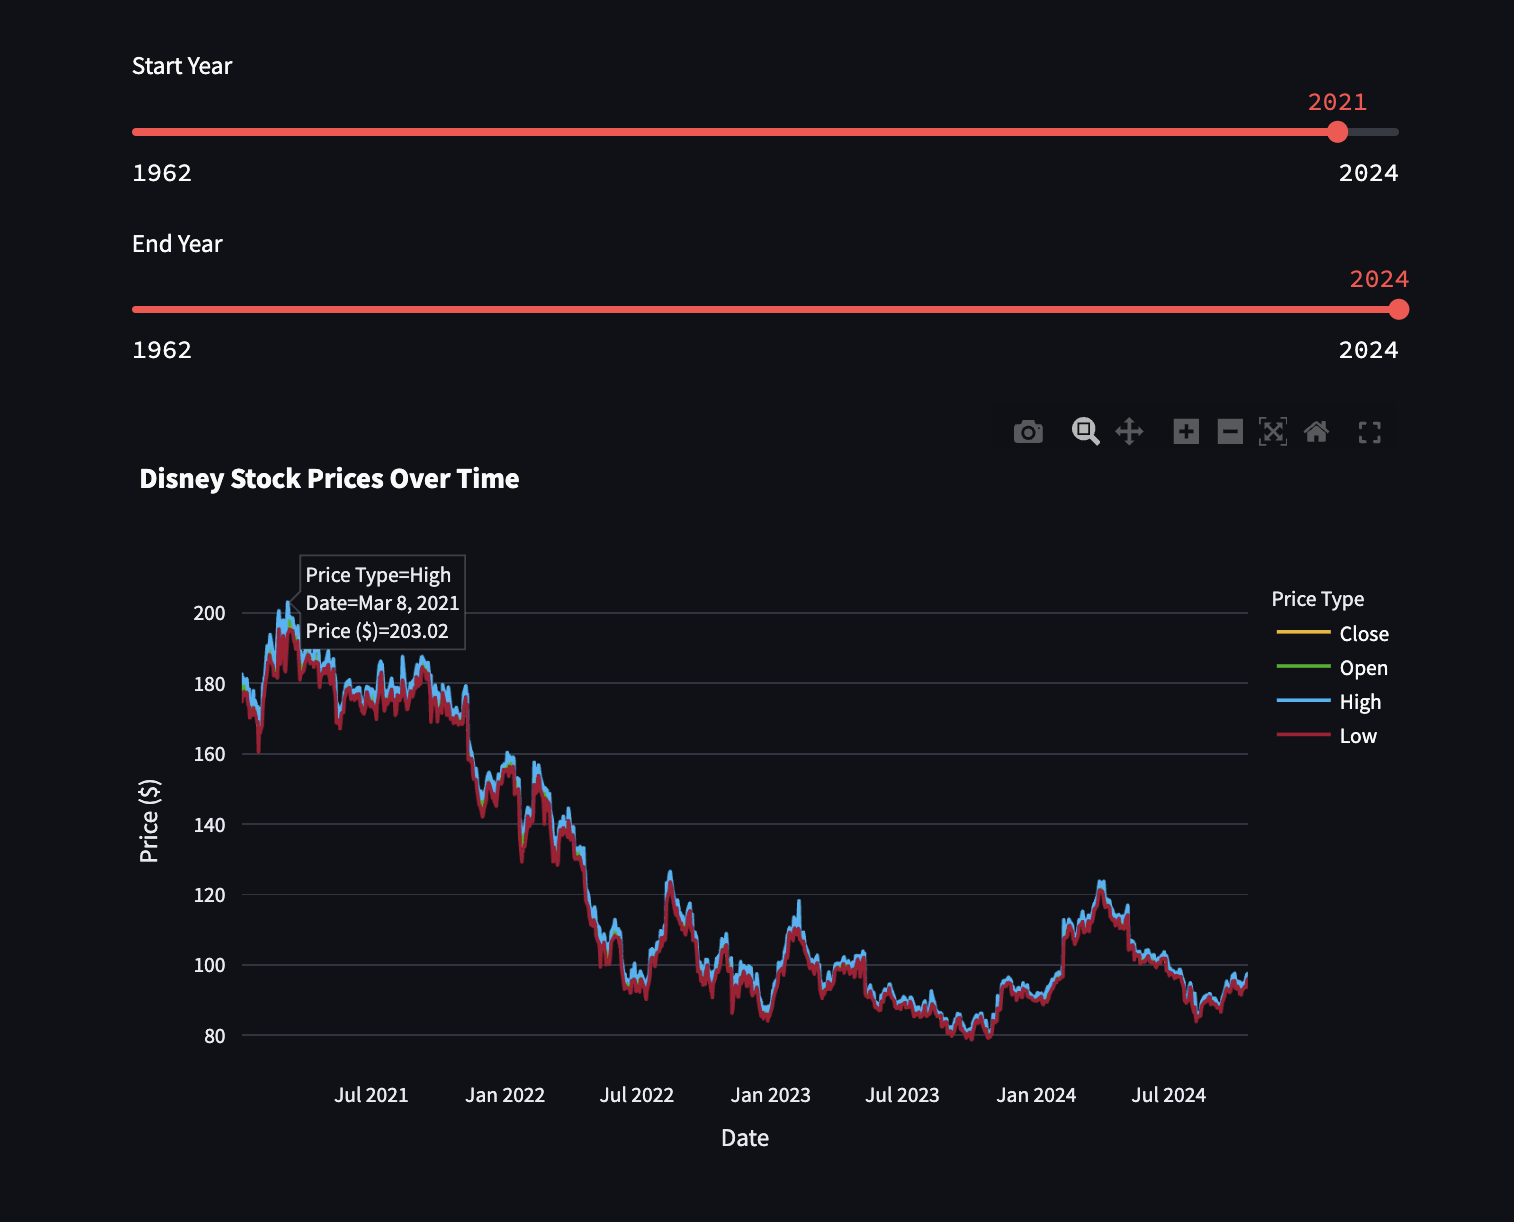 Start Year
2021
1962 2024
End Year
2024
1962 2024
Disney Stock Prices Over Time
Price Type=High
Date=Mar 8, 2021
Price ($)=203.02
Price Type
Close
Open
High
Low
Price ($)
200
180
160
140
120
100
80
Jul 2021 Jan 2022 Jul 2022 Jan 2023 Jul 2023 Jan 2024 Jul 2024
Date